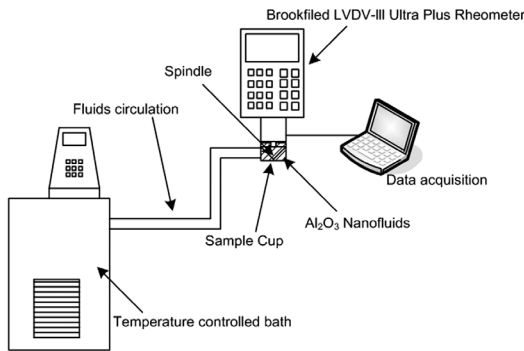 Brookfiled LVDV-III Ultra Plus Rheometer
Spindle
Fluids circulation
Data acquisition
Al₂O₃ Nanofluids
Sample Cup
Temperature controlled bath